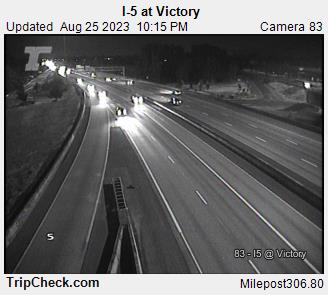 I-5 at Victory
Updated Aug 25 2023 10:15 PM Camera 83
T
S
83 - I5 @ Victory
TripCheck.com Milepost306.80